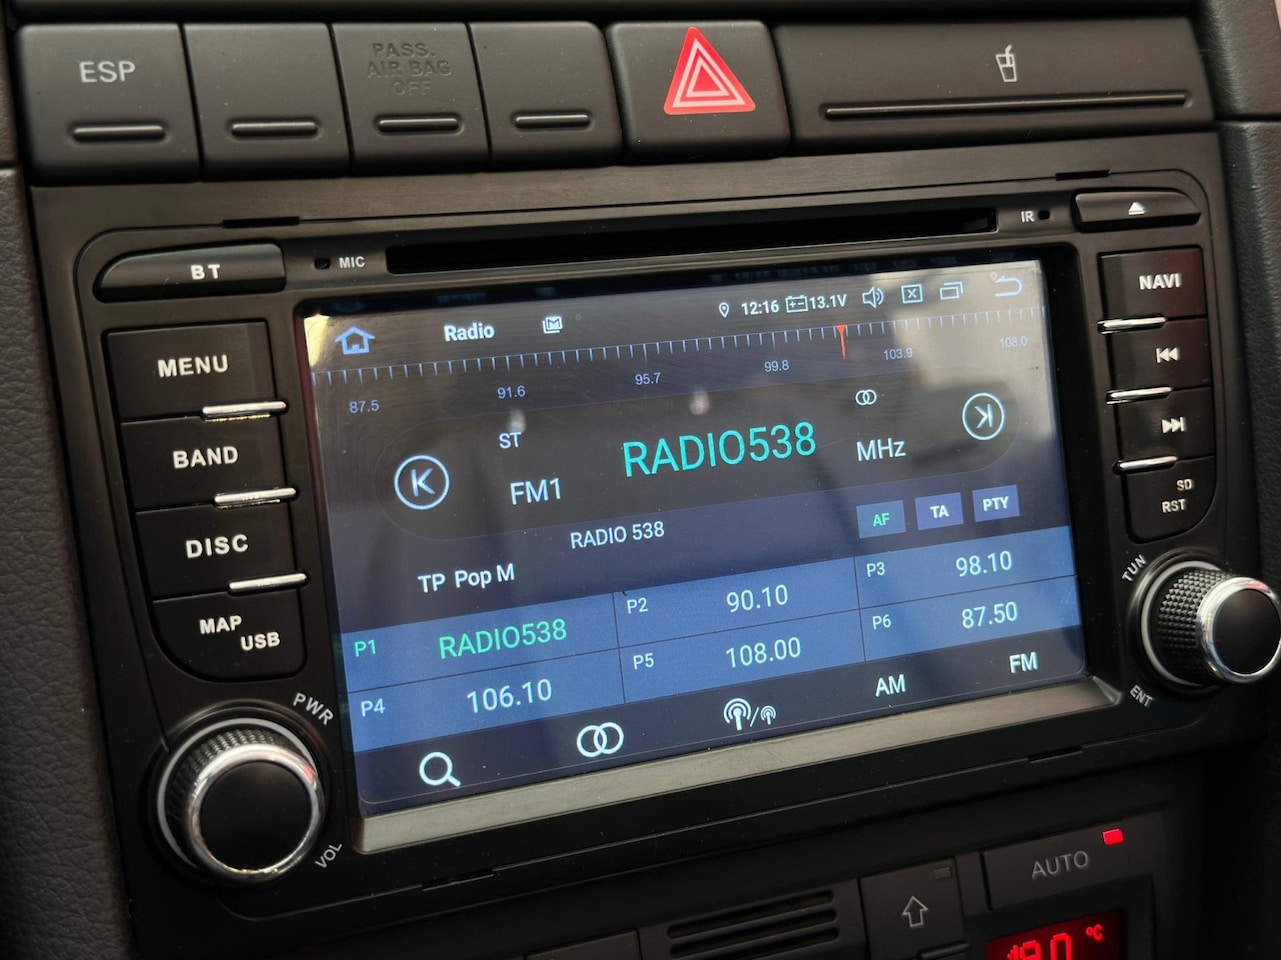 ESP
PASS.
AIR BAG
OFF
BT
MIC
IR
NAVI
MENU
BAND
DISC
MAP
USB
SD
RST
PWR
VOL
TUN
ENT
Radio
12:16
13.1V
87.5
91.6
95.7
99.8
103.9
108.0
ST
FM1
RADIO538
MHz
RADIO 538
AF TA PTY
TP Pop M
P1 RADIO538
P2 90.10
P3 98.10
P4 106.10
P5 108.00
P6 87.50
AM
FM
AUTO
°C